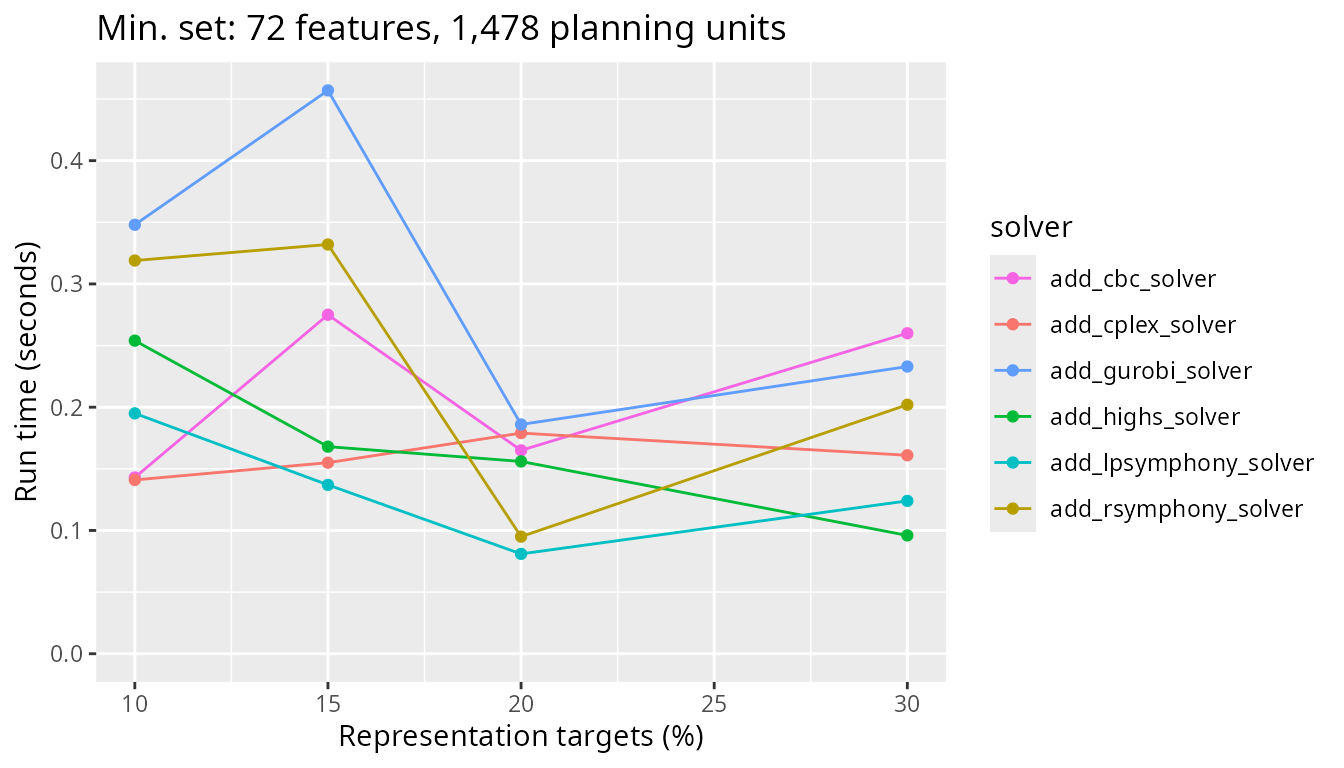 Min. set: 72 features, 1,478 planning units
Run time (seconds)
0.4
0.3
0.2
0.1
0.0
10 15 20 25 30
Representation targets (%)
solver
add_cbc_solver
add_cplex_solver
add_gurobi_solver
add_highs_solver
add_lpsymphony_solver
add_rsymphony_solver